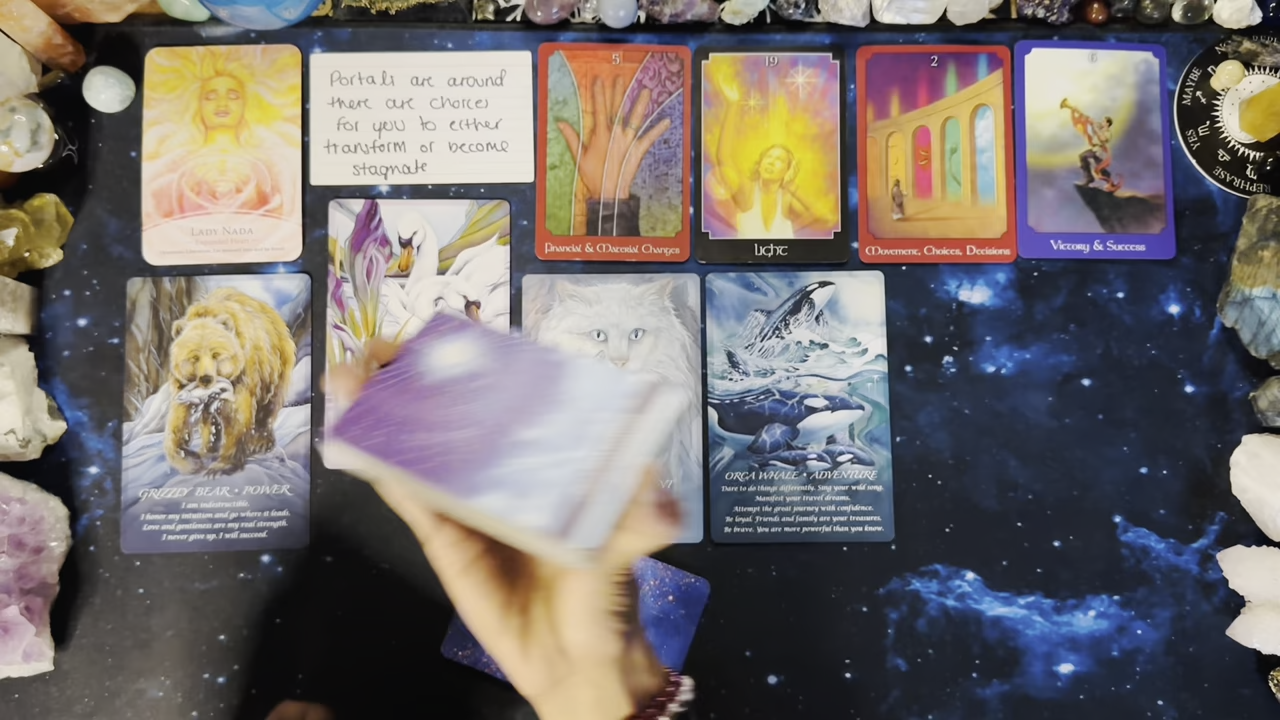 LADY NADA
Portals are around
there are choices
for you to either
transform or become
stagnate
5
Financial & Material Changes
19
Light
2
Movement, Choices, Decisions
6
Victory & Success
MAYBE
YES
REPHRASE
GRIZZLY BEAR • POWER
I am indestructible.
I honor my intuition and go where it leads.
Love and gentleness are my real strength.
I never give up. I will succeed.
VI
ORCA WHALE • ADVENTURE
Dare to do things differently. Sing your wild song.
Manifest your travel dreams.
Attempt the great journey with confidence.
Be loyal. Friends and family are your treasures.
Be brave. You are more powerful than you know.